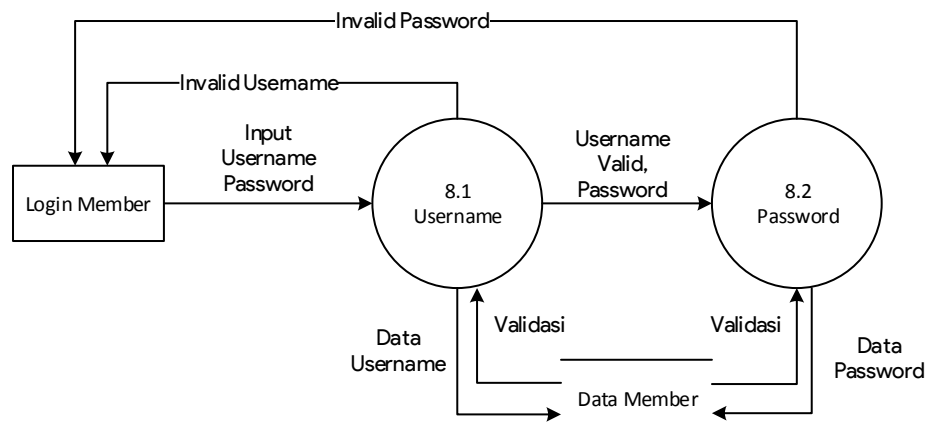 Invalid Password
Invalid Username
Input
Username
Password
Username
Valid,
Password
Login Member
8.1
Username
8.2
Password
Validasi
Validasi
Data
Username
Data
Password
Data Member